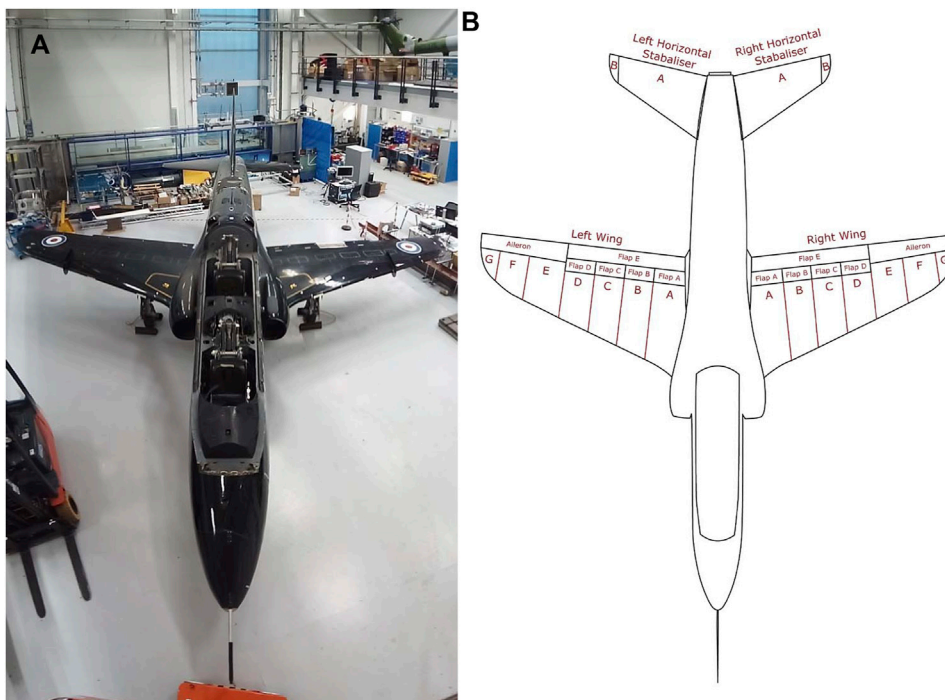 A
B
Left Horizontal
Stabaliser
Right Horizontal
Stabaliser
B
A
A
B
Left Wing
Right Wing
Aileron
Flap E
Flap E
Aileron
G
F
E
Flap D
Flap C
Flap B
Flap A
Flap A
Flap B
Flap C
Flap D
E
F
G
D
C
B
A
A
B
C
D